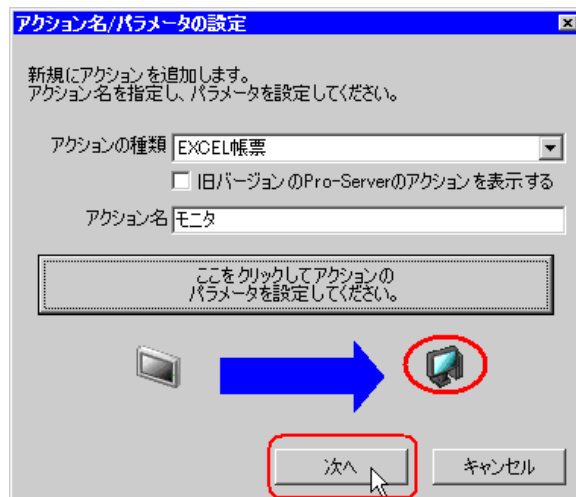 アクション名/パラメータの設定
新規にアクションを追加します。
アクション名を指定し、パラメータを設定してください。
アクションの種類 EXCEL帳票
旧バージョンのPro-Serverのアクションを表示する
アクション名 モニタ
ここをクリックしてアクションの
パラメータを設定してください。
次へ キャンセル